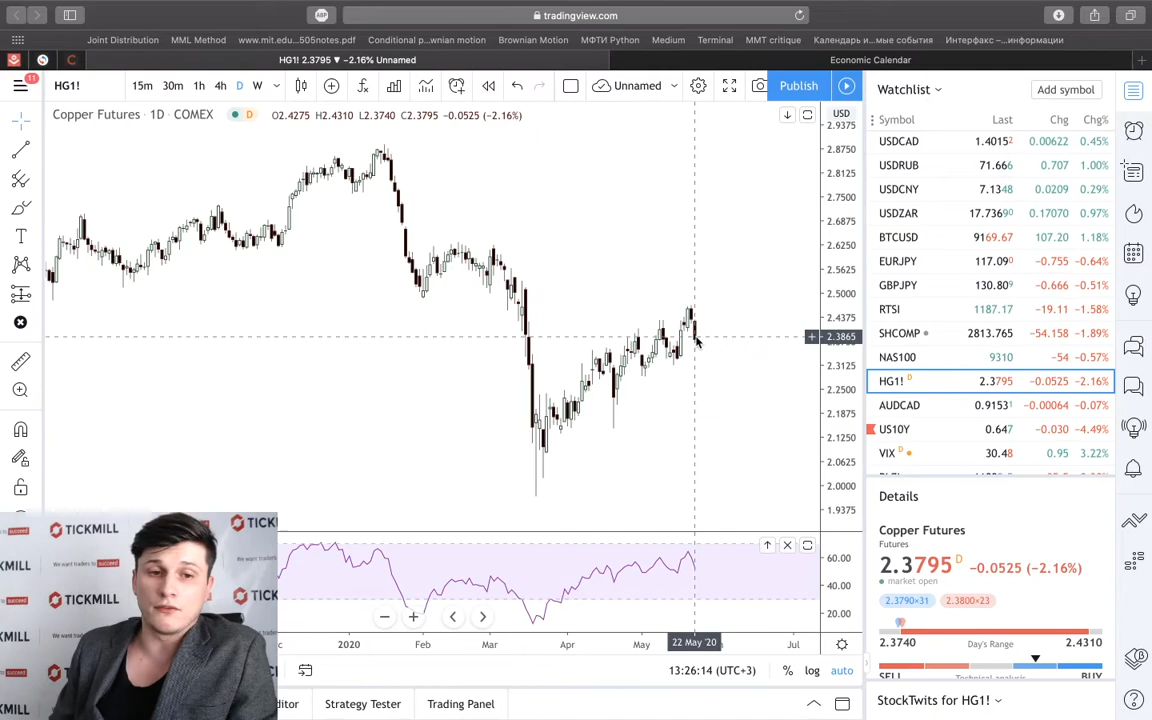 ABP
tradingview.com
Joint Distribution
MML Method
www.mit.edu...505notes.pdf
Conditional p...wnian motion
Brownian Motion
МФТИ Python
Medium
Terminal
MMT critique
Календарь и...мые события
Интерфакс –...информации
HG1! 2.3795 ▼ −2.16% Unnamed
Economic Calendar
11
HG1!
15m 30m 1h 4h D W
Unnamed
Publish
Copper Futures · 1D · COMEX
D
O2.4275 H2.4310 L2.3740 C2.3795 −0.0525 (−2.16%)
USD
2.9375
2.8750
2.8125
2.7500
2.6875
2.6250
2.5625
2.5000
2.4375
2.3865
2.3125
2.2500
2.1875
2.1250
2.0625
2.0000
1.9375
60.00
40.00
20.00
2020 Feb Mar Apr May 22 May '20 Jul
13:26:14 (UTC+3)
% log auto
Strategy Tester
Trading Panel
Watchlist
Add symbol
Symbol Last Chg Chg%
USDCAD 1.40152 0.00622 0.45%
USDRUB 71.666 0.707 1.00%
USDCNY 7.1348 0.0209 0.29%
USDZAR 17.73690 0.17070 0.97%
BTCUSD 9169.67 107.20 1.18%
EURJPY 117.090 −0.755 −0.64%
GBPJPY 130.809 −0.666 −0.51%
RTSI 1187.17 −19.11 −1.58%
SHCOMP 2813.765 −54.158 −1.89%
NAS100 9310 −54 −0.57%
HG1! D 2.3795 −0.0525 −2.16%
AUDCAD 0.91531 −0.00064 −0.07%
US10Y 0.647 −0.030 −4.49%
VIX D 30.48 0.95 3.22%
Details
Copper Futures
Futures
2.3795 D −0.0525 (−2.16%)
market open
2.3790×31 2.3800×23
2.3740 Day's Range 2.4310
SELL Technical analysis BUY
StockTwits for HG1!
TICKMILL
We want traders to succeed
TICKMILL
TICKMILL